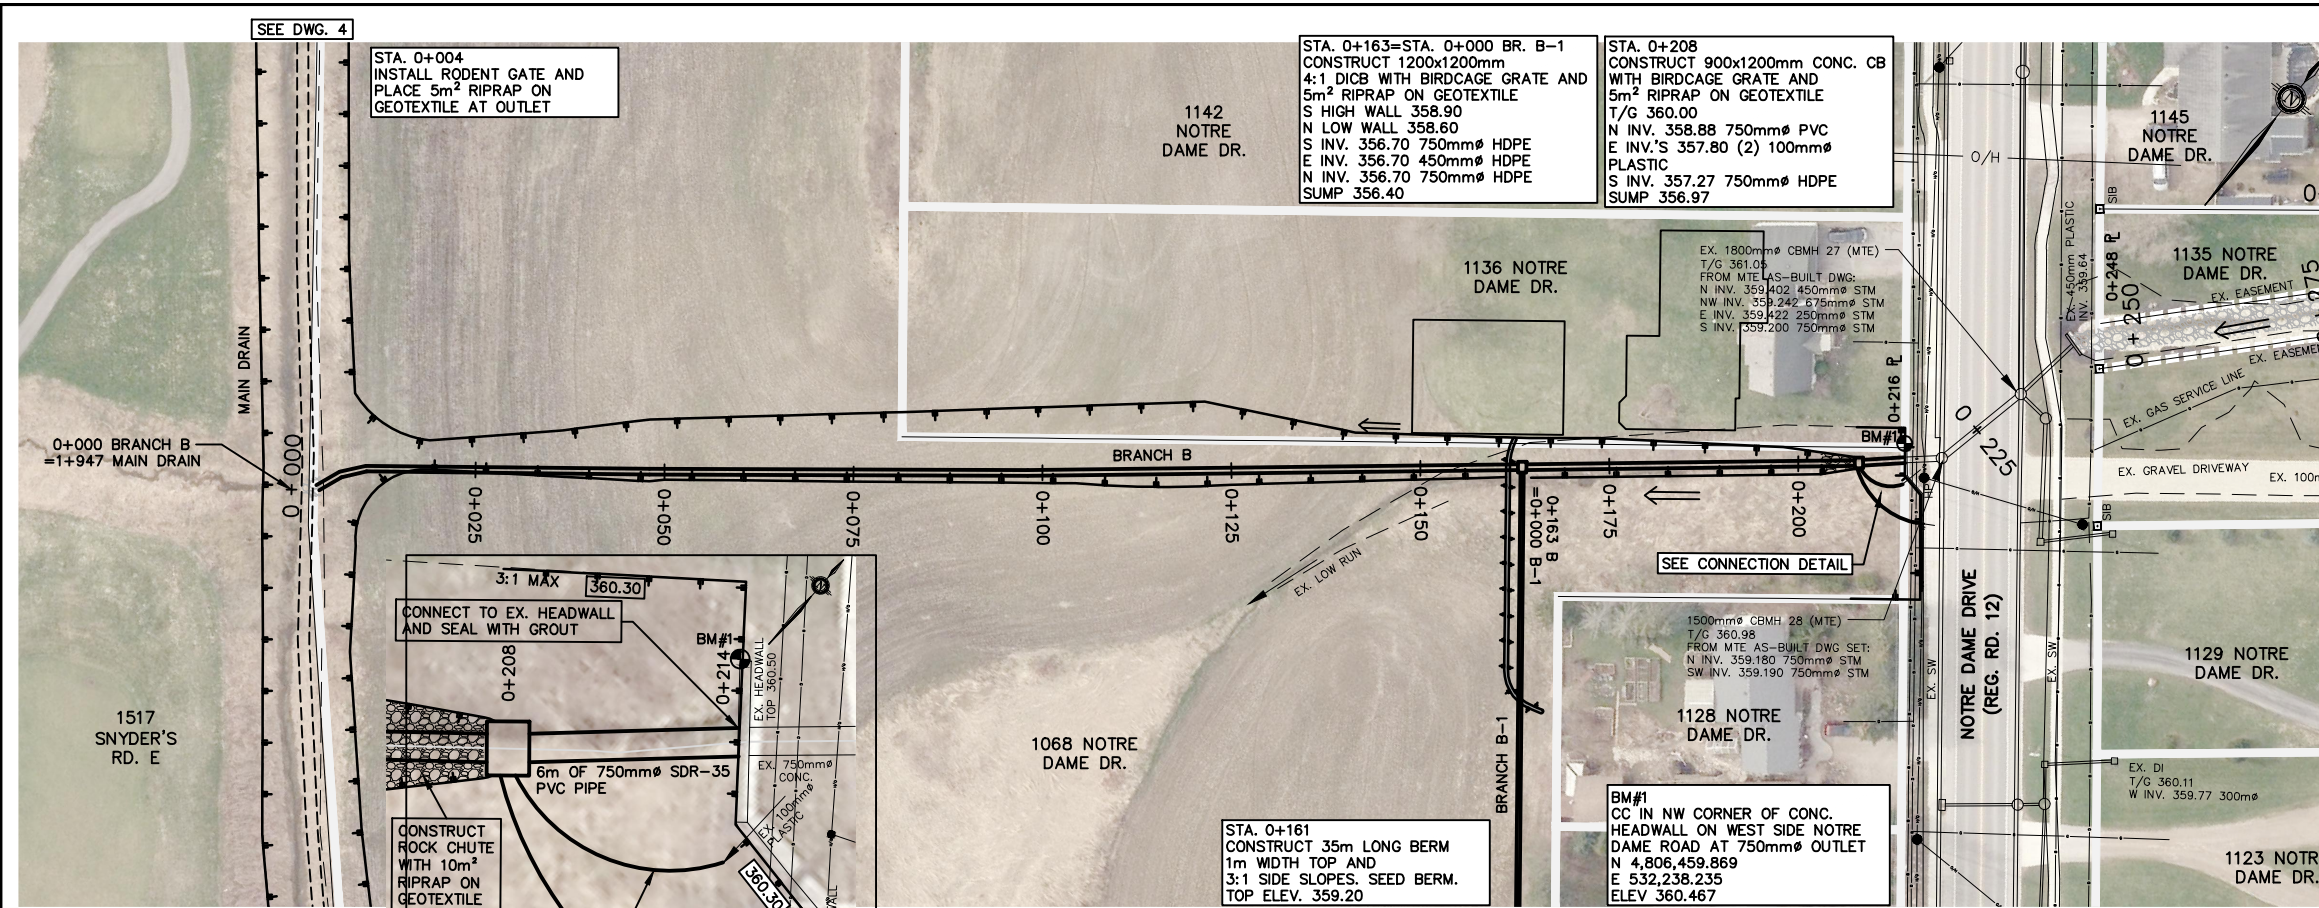 SEE DWG. 4
STA. 0+004
INSTALL RODENT GATE AND
PLACE 5m² RIPRAP ON
GEOTEXTILE AT OUTLET
STA. 0+163=STA. 0+000 BR. B-1
CONSTRUCT 1200x1200mm
4:1 DICB WITH BIRDCAGE GRATE AND
5m² RIPRAP ON GEOTEXTILE
S HIGH WALL 358.90
N LOW WALL 358.60
S INV. 356.70 750mmø HDPE
E INV. 356.70 450mmø HDPE
N INV. 356.70 750mmø HDPE
SUMP 356.40
STA. 0+208
CONSTRUCT 900x1200mm CONC. CB
WITH BIRDCAGE GRATE AND
5m² RIPRAP ON GEOTEXTILE
T/G 360.00
N INV. 358.88 750mmø PVC
E INV.'S 357.80 (2) 100mmø
PLASTIC
S INV. 357.27 750mmø HDPE
SUMP 356.97
1142
NOTRE
DAME DR.
1145
NOTRE
DAME DR.
O/H
SIB
EX. 450mm PLASTIC
INV. 359.64
0+248 PL
1135 NOTRE
DAME DR.
EX. EASEMENT
0 + 250
275
EX. EASEME
1136 NOTRE
DAME DR.
EX. 1800mmø CBMH 27 (MTE)
T/G 361.05
FROM MTE AS-BUILT DWG:
N INV. 359.402 450mmø STM
NW INV. 359.242 675mmø STM
E INV. 359.422 250mmø STM
S INV. 359.200 750mmø STM
0+216 PL
BM#1
MAIN DRAIN
0+000 BRANCH B
=1+947 MAIN DRAIN
0 + 000
BRANCH B
0+025
0+050
0+075
0+100
0+125
0+150
0+163 B
=0+000 B-1
0+175
0+200
0 + 225
EX. GAS SERVICE LINE
EX. GRAVEL DRIVEWAY
EX. 100m
HP
SIB
EX. LOW RUN
SEE CONNECTION DETAIL
3:1 MAX
360.30
CONNECT TO EX. HEADWALL
AND SEAL WITH GROUT
BM#1
0+208
0+214
EX. HEADWALL
TOP 360.50
6m OF 750mmø SDR-35
PVC PIPE
EX. 750mmø
CONC.
EX. 100mmø
PLASTIC
CONSTRUCT
ROCK CHUTE
WITH 10m²
RIPRAP ON
GEOTEXTILE
360.30
1517
SNYDER'S
RD. E
1068 NOTRE
DAME DR.
BRANCH B-1
1500mmø CBMH 28 (MTE)
T/G 360.98
FROM MTE AS-BUILT DWG SET:
N INV. 359.180 750mmø STM
SW INV. 359.190 750mmø STM
1128 NOTRE
DAME DR.
EX. SW
NOTRE DAME DRIVE
(REG. RD. 12)
EX. SW
1129 NOTRE
DAME DR.
EX. DI
T/G 360.11
W INV. 359.77 300mmø
1123 NOTR
DAME DR.
STA. 0+161
CONSTRUCT 35m LONG BERM
1m WIDTH TOP AND
3:1 SIDE SLOPES. SEED BERM.
TOP ELEV. 359.20
BM#1
CC IN NW CORNER OF CONC.
HEADWALL ON WEST SIDE NOTRE
DAME ROAD AT 750mmø OUTLET
N 4,806,459.869
E 532,238.235
ELEV 360.467